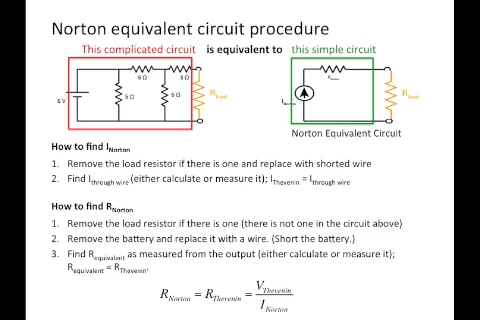 Norton equivalent circuit procedure
This complicated circuit is equivalent to this simple circuit
6 Ω 3 Ω
6 V 5 Ω 6 Ω R_load
R_Norton
I_Norton R_load
Norton Equivalent Circuit
How to find I_Norton
1. Remove the load resistor if there is one and replace with shorted wire
2. Find I_through wire (either calculate or measure it); I_Thevenin = I_through wire
How to find R_Norton
1. Remove the load resistor if there is one (there is not one in the circuit above)
2. Remove the battery and replace it with a wire. (Short the battery.)
3. Find R_equivalent as measured from the output (either calculate or measure it);
R_equivalent = R_Thevenin.
R_Norton = R_Thevenin = V_Thevenin / I_Norton